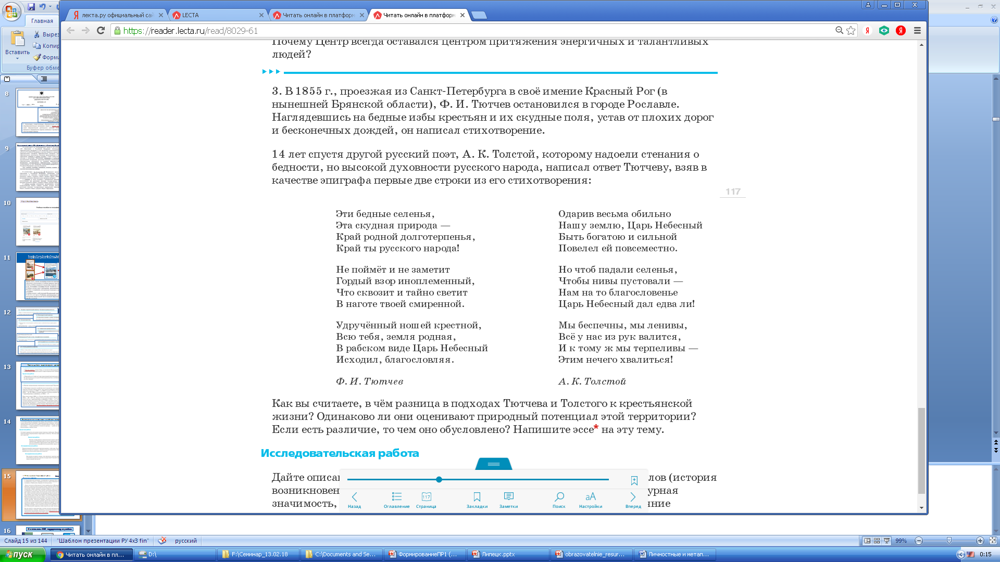 лекта.ру официальный сай
LECTA
Читать онлайн в платформ
Читать онлайн в платформ
https://reader.lecta.ru/read/8029-61
Главная
Вставить
Выре
Копир
Форма
Буфер обме
Почему Центр всегда оставался центром притяжения энергичных и талантливых
людей?
3. В 1855 г., проезжая из Санкт-Петербурга в своё имение Красный Рог (в
нынешней Брянской области), Ф. И. Тютчев остановился в городе Рославле.
Наглядевшись на бедные избы крестьян и их скудные поля, устав от плохих дорог
и бесконечных дождей, он написал стихотворение.
14 лет спустя другой русский поэт, А. К. Толстой, которому надоели стенания о
бедности, но высокой духовности русского народа, написал ответ Тютчеву, взяв в
качестве эпиграфа первые две строки из его стихотворения:
117
Эти бедные селенья,
Эта скудная природа —
Край родной долготерпенья,
Край ты русского народа!
Не поймёт и не заметит
Гордый взор иноплеменный,
Что сквозит и тайно светит
В наготе твоей смиренной.
Удручённый ношей крестной,
Всю тебя, земля родная,
В рабском виде Царь Небесный
Исходил, благословляя.
Ф. И. Тютчев
Одарив весьма обильно
Нашу землю, Царь Небесный
Быть богатою и сильной
Повелел ей повсеместно.
Но чтоб падали селенья,
Чтобы нивы пустовали —
Нам на то благословенье
Царь Небесный дал едва ли!
Мы беспечны, мы ленивы,
Всё у нас из рук валится,
И к тому ж мы терпеливы —
Этим нечего хвалиться!
А. К. Толстой
Как вы считаете, в чём разница в подходах Тютчева и Толстого к крестьянской
жизни? Одинаково ли они оценивают природный потенциал этой территории?
Если есть различие, то чем оно обусловлено? Напишите эссе* на эту тему.
Исследовательская работа
Дайте описа лов (история
возникновен урная
значимость, яние
Назад
Оглавление
117
Страница
Закладки
Заметки
Поиск
аА
Настройки
Вперед
8
9
10
11
12
13
14
15
16
Слайд 15 из 144
"Шаблон презентации РУ 4х3 fin"
русский
99%
пуск
Читать онлайн в пл...
D:\
F:\Семинар_13.02.18
C:\Documents and Se...
ФормированиеПР1 (...
Липецк.pptx
obrazovatelnie_resur...
Личностные и метап...
0:15